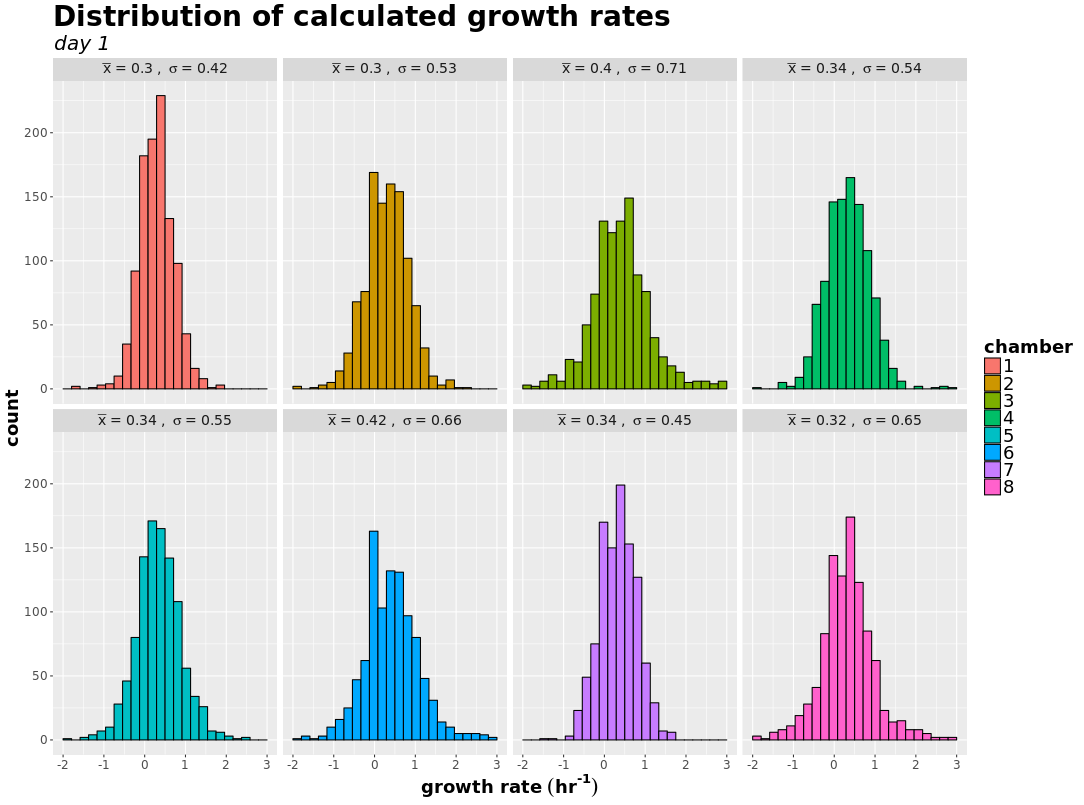 Distribution of calculated growth rates
day 1
x̅ = 0.3 , σ = 0.42
x̅ = 0.3 , σ = 0.53
x̅ = 0.4 , σ = 0.71
x̅ = 0.34 , σ = 0.54
200
150
100
50
0
x̅ = 0.34 , σ = 0.55
x̅ = 0.42 , σ = 0.66
x̅ = 0.34 , σ = 0.45
x̅ = 0.32 , σ = 0.65
200
150
100
50
0
-2 -1 0 1 2 3
-2 -1 0 1 2 3
-2 -1 0 1 2 3
-2 -1 0 1 2 3
growth rate (hr⁻¹)
count
chamber
1
2
3
4
5
6
7
8